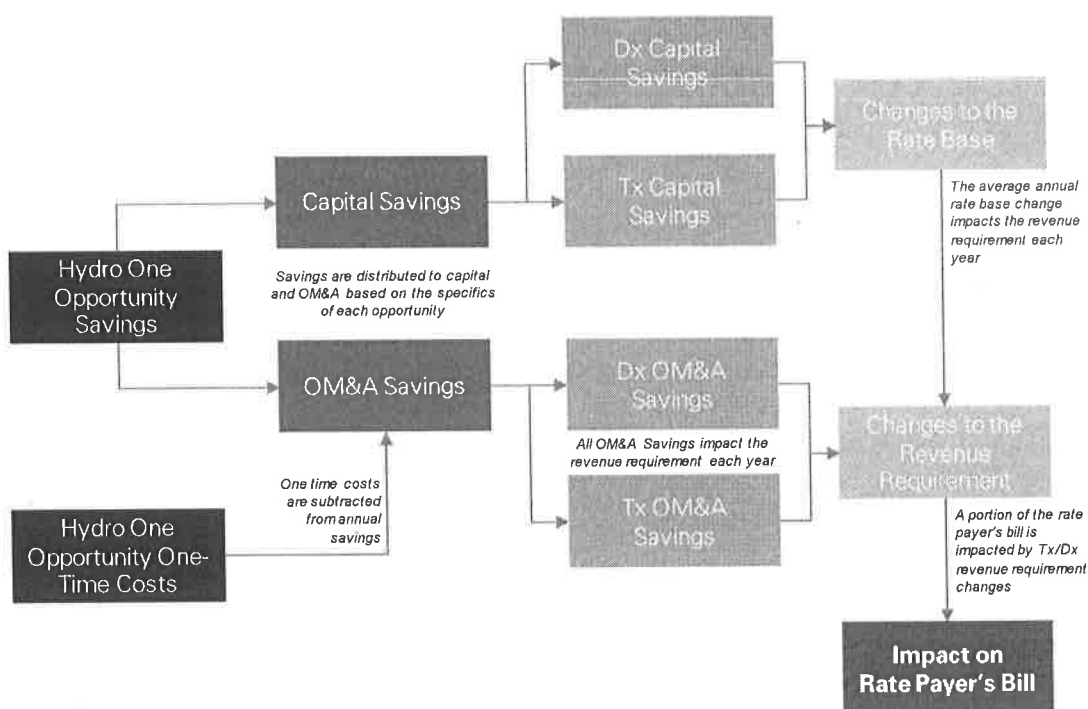 Dx Capital
Savings
Changes to the
Rate Base
Capital Savings
Tx Capital
Savings
The average annual
rate base change
impacts the revenue
requirement each
year
Hydro One
Opportunity
Savings
Savings are distributed to capital
and OM&A based on the specifics
of each opportunity
OM&A Savings
Dx OM&A
Savings
All OM&A Savings impact the
revenue requirement each year
Changes to the
Revenue
Requirement
One time costs
are subtracted
from annual
savings
Tx OM&A
Savings
Hydro One
Opportunity One-
Time Costs
A portion of the rate
payer's bill is
impacted by Tx/Dx
revenue requirement
changes
Impact on
Rate Payer's Bill